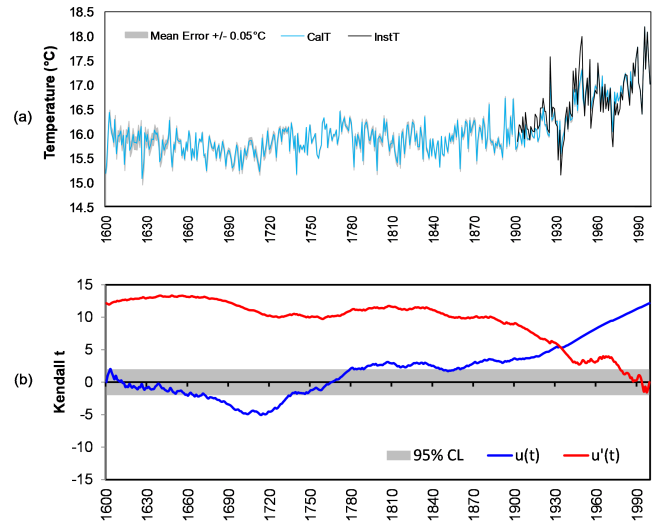 18.5
Mean Error +/- 0.05°C CalT InstT
18.0
17.5
17.0
16.5
16.0
15.5
15.0
14.5
Temperature (°C)
(a)
1600 1630 1660 1690 1720 1750 1780 1810 1840 1870 1900 1930 1960 1990
15
10
5
0
-5
-10
-15
Kendall t
(b)
95% CL u(t) u'(t)
1600 1630 1660 1690 1720 1750 1780 1810 1840 1870 1900 1930 1960 1990